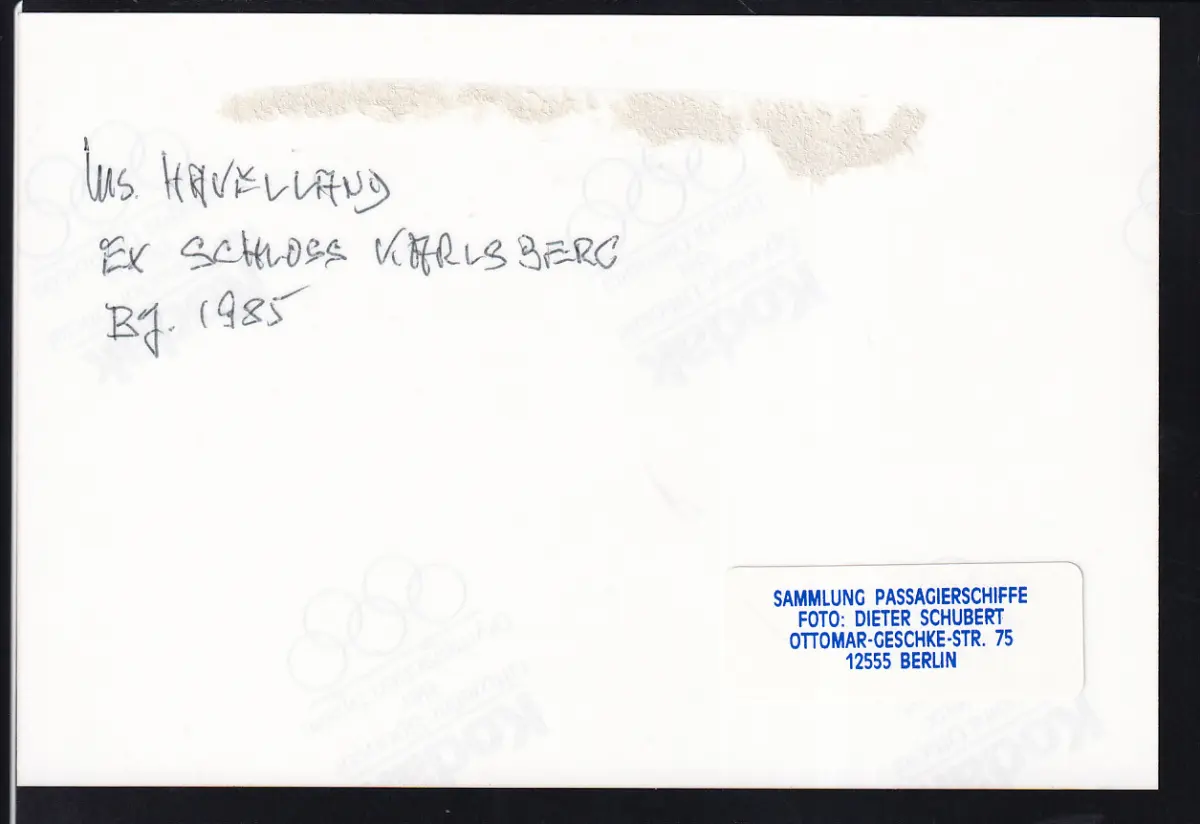 MS. HAVELLAND
EX SCHLOSS KARLSBERG
BJ. 1985
SAMMLUNG PASSAGIERSCHIFFE
FOTO: DIETER SCHUBERT
OTTOMAR-GESCHKE-STR. 75
12555 BERLIN